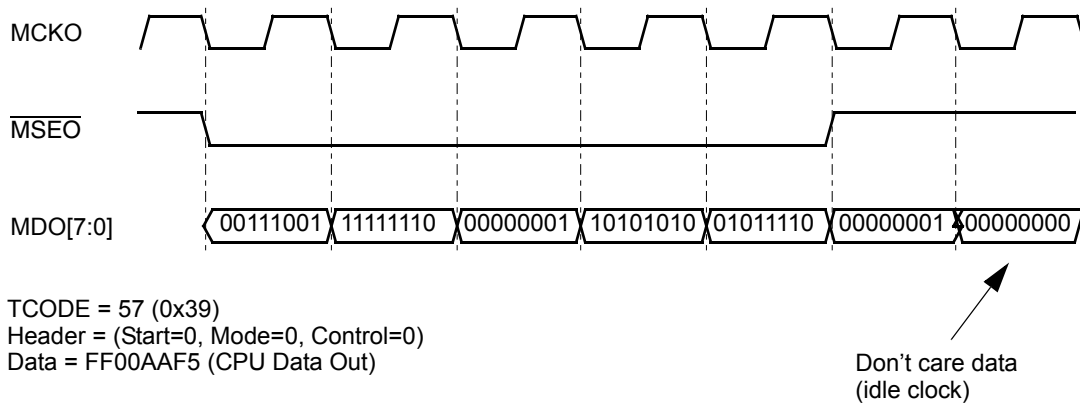 MCKO
MSEO
MDO[7:0]
00111001 11111110 00000001 10101010 01011110 00000001 00000000
TCODE = 57 (0x39)
Header = (Start=0, Mode=0, Control=0)
Data = FF00AAF5 (CPU Data Out)
Don't care data
(idle clock)